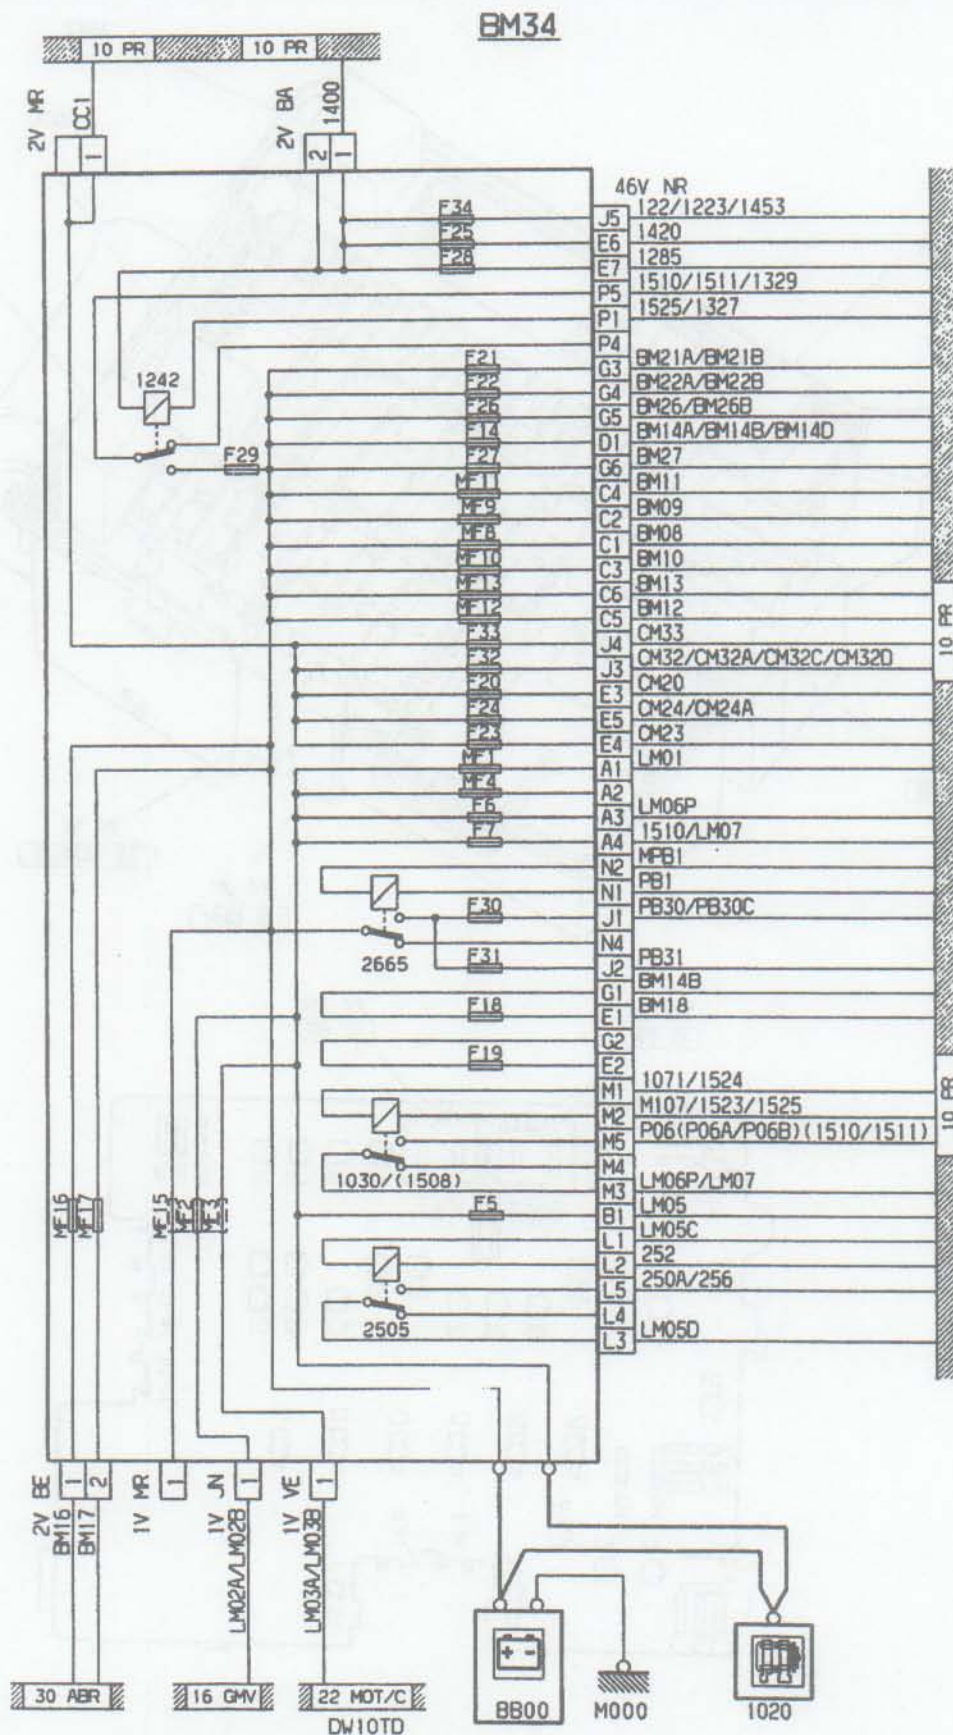 BM34
10 PR
10 PR
2V MR
CC1
2V BA
1400
1
2
1
46V NR
F34
J5
122/1223/1453
F25
E6
1420
F28
E7
1285
P5
1510/1511/1329
P1
1525/1327
P4
1242
F29
F21
G3
BM21A/BM21B
F22
G4
BM22A/BM22B
F26
G5
BM26/BM26B
F14
D1
BM14A/BM14B/BM14D
F27
G6
BM27
MF11
C4
BM11
MF9
C2
BM09
MF8
C1
BM08
MF10
C3
BM10
MF13
C6
BM13
MF12
C5
BM12
F33
J4
CM33
F32
J3
CM32/CM32A/CM32C/CM32D
F20
E3
CM20
F24
E5
CM24/CM24A
F23
E4
CM23
10 PR
MF1
A1
LM01
MF4
A2
F6
A3
LM06P
F7
A4
1510/LM07
N2
MPB1
N1
PB1
F30
J1
PB30/PB30C
N4
2665
F31
J2
PB31
G1
BM14B
F18
E1
BM18
G2
F19
E2
M1
1071/1524
M2
M107/1523/1525
M5
P06(P06A/P06B)(1510/1511)
10 PR
M4
1030/(1508)
M3
LM06P/LM07
F5
B1
LM05
L1
LM05C
L2
252
L5
250A/256
L4
2505
L3
LM05D
MF16
MF17
MF15
MF2
MF3
2V BE
1
2
1V MR
1
1V JN
1
1V VE
1
BM16
BM17
LM02A/LM02B
LM03A/LM03B
30 ABR
16 GMV
22 MOT/C
DW10TD
+ -
BB00
M000
1020